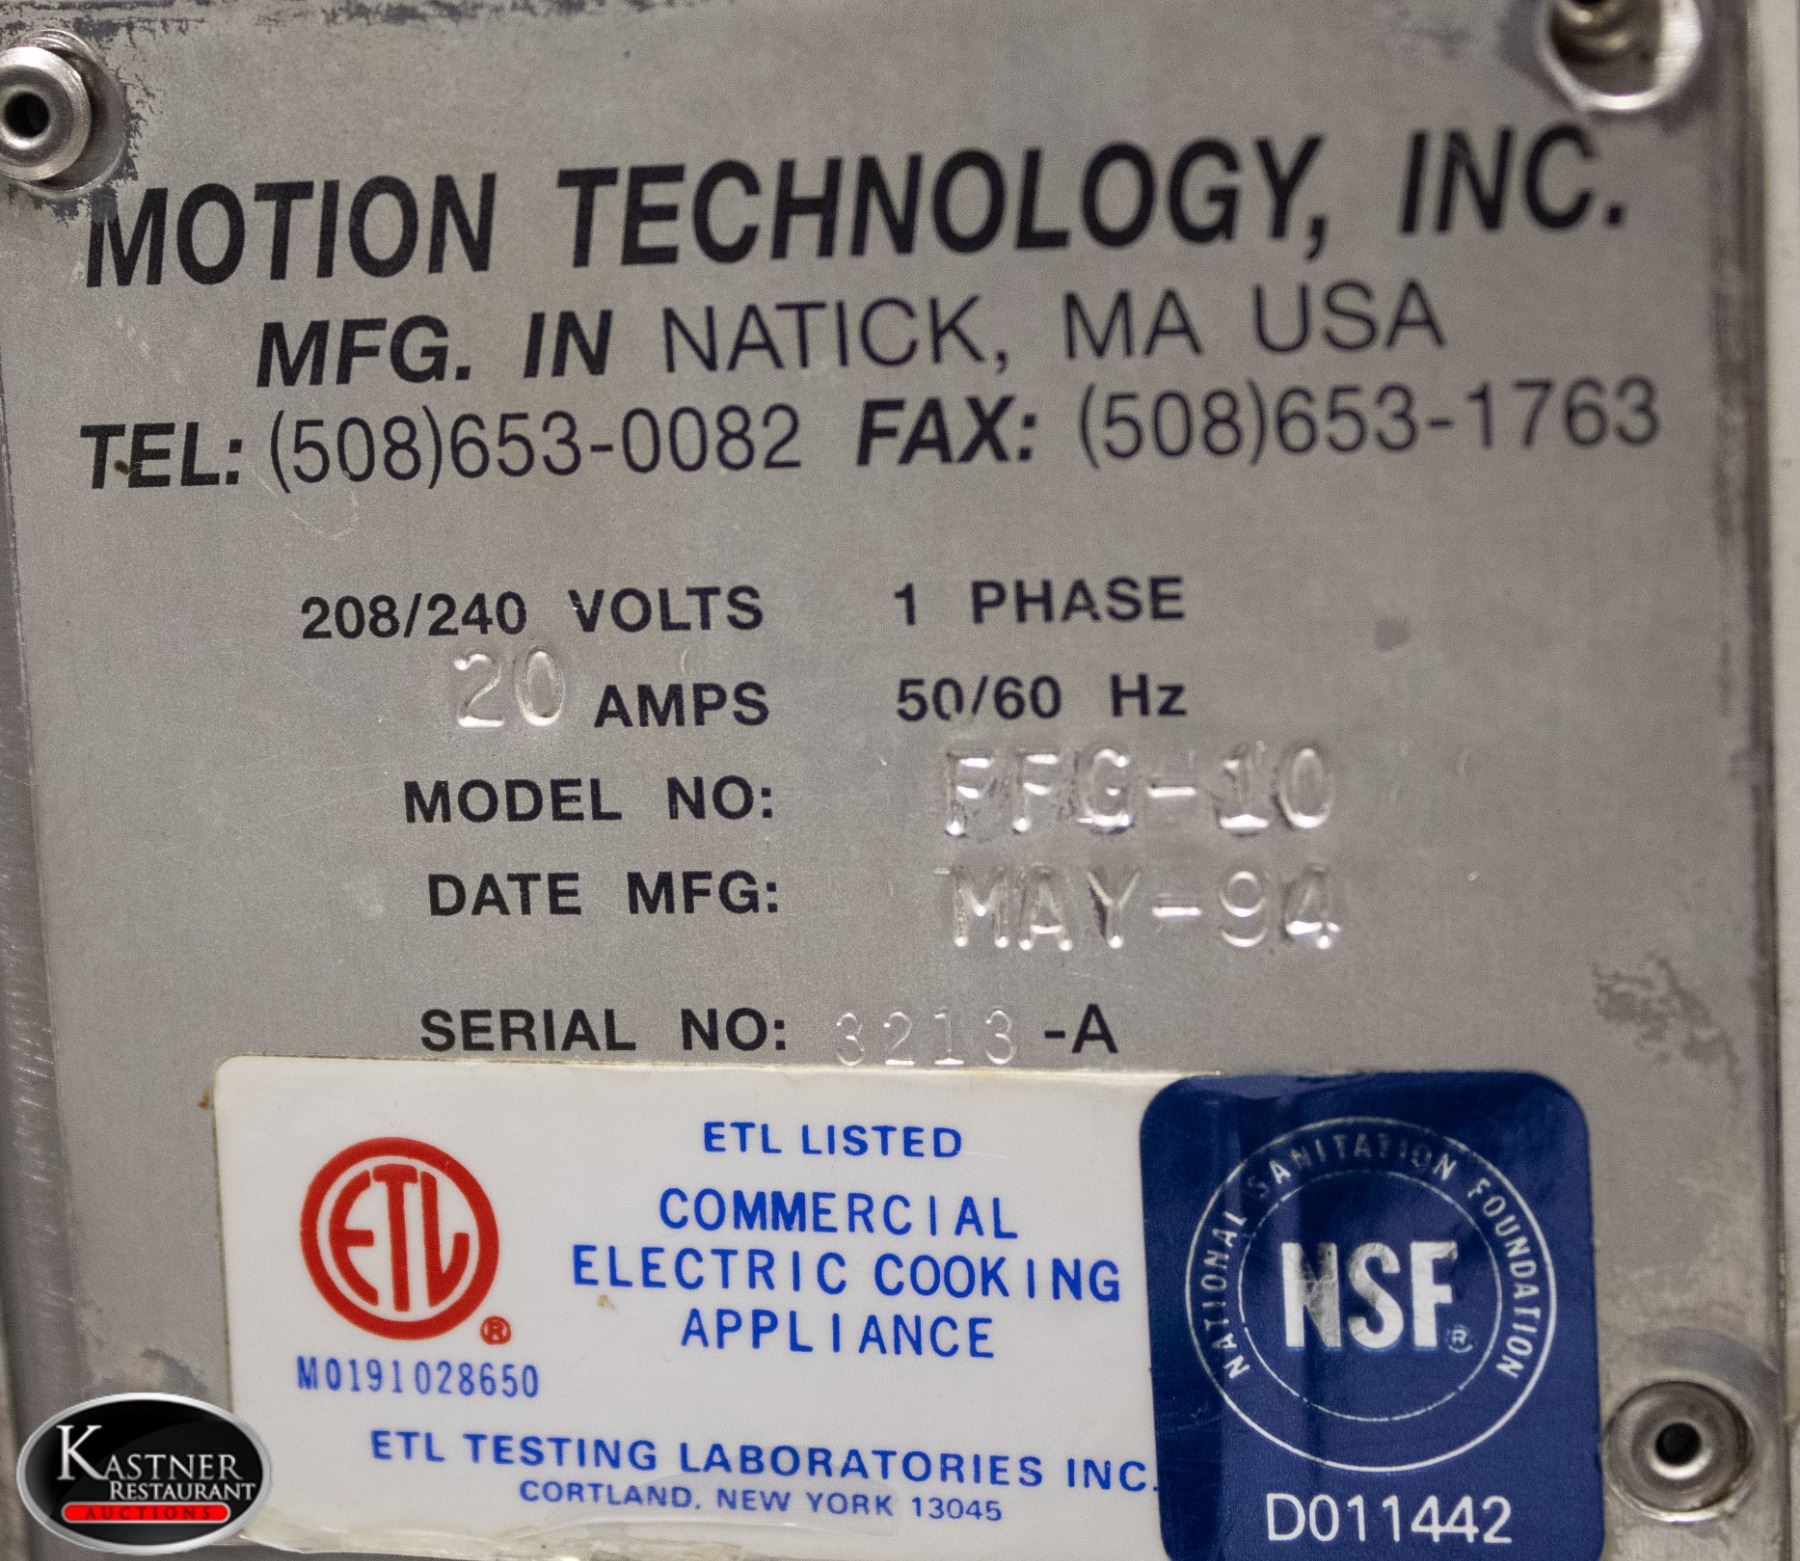 MOTION TECHNOLOGY, INC.
MFG. IN NATICK, MA USA
TEL: (508)653-0082 FAX: (508)653-1763
208/240 VOLTS 1 PHASE
20 AMPS 50/60 Hz
MODEL NO: FFG-10
DATE MFG: MAY-94
SERIAL NO: 3213 -A
ETL LISTED
COMMERCIAL
ELECTRIC COOKING
APPLIANCE
ETL ®
M0191028650
ETL TESTING LABORATORIES INC.
CORTLAND, NEW YORK 13045
NATIONAL SANITATION FOUNDATION
NSF®
D011442
KASTNER
RESTAURANT
AUCTIONS